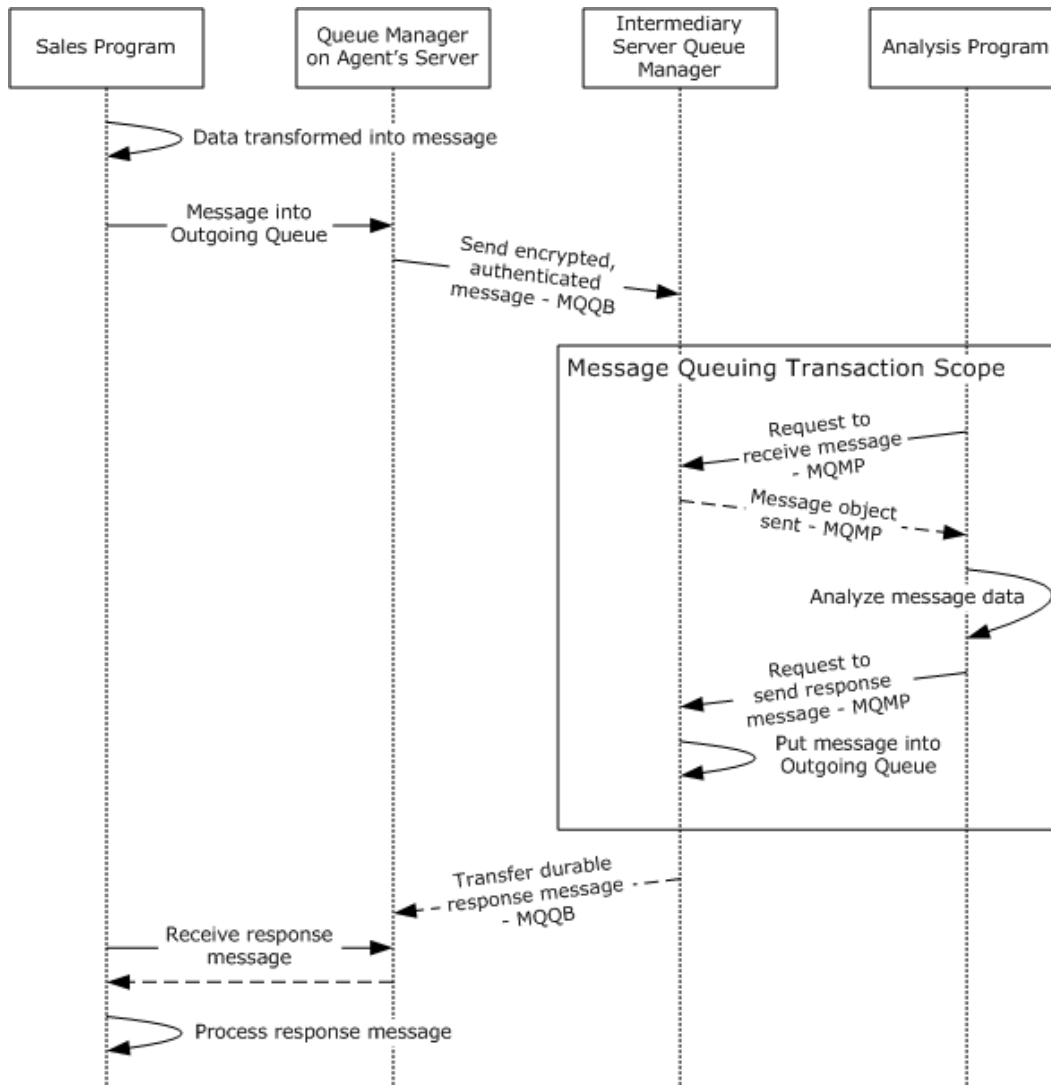 Sales Program
Queue Manager
on Agent's Server
Intermediary
Server Queue
Manager
Analysis Program
Data transformed into message
Message into
Outgoing Queue
Send encrypted,
authenticated
message - MQQB
Message Queuing Transaction Scope
Request to
receive message
- MQMP
Message object
sent - MQMP
Analyze message data
Request to
send response
message - MQMP
Put message into
Outgoing Queue
Transfer durable
response message
- MQQB
Receive response
message
Process response message